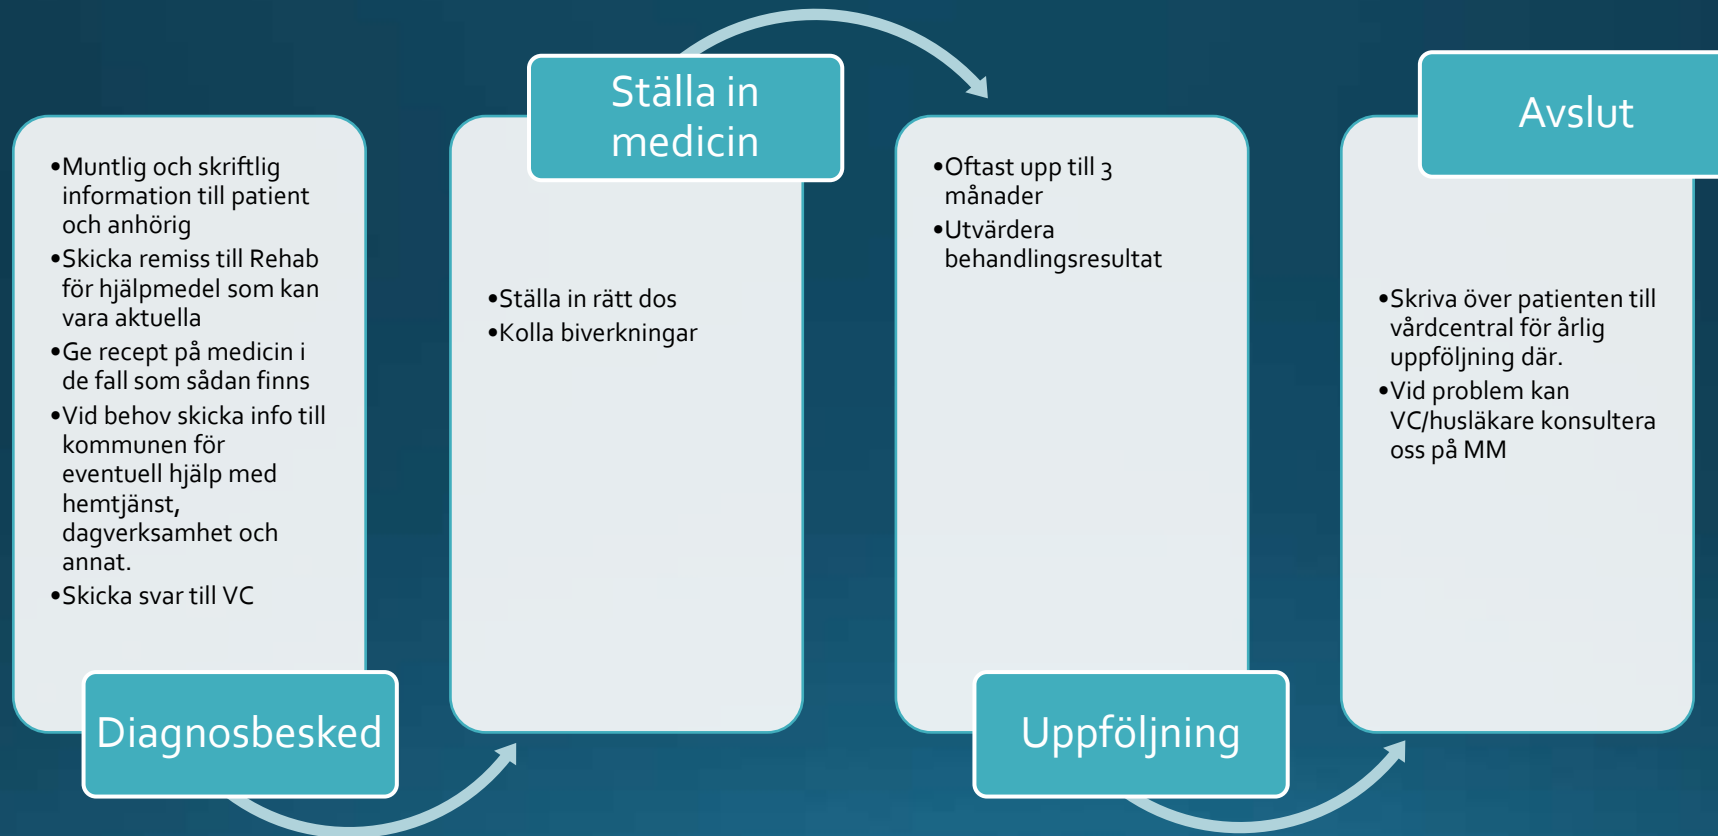 •Muntlig och skriftlig
information till patient
och anhörig
•Skicka remiss till Rehab
för hjälpmedel som kan
vara aktuella
•Ge recept på medicin i
de fall som sådan finns
•Vid behov skicka info till
kommunen för
eventuell hjälp med
hemtjänst,
dagverksamhet och
annat.
•Skicka svar till VC
Diagnosbesked
Ställa in
medicin
•Ställa in rätt dos
•Kolla biverkningar
•Oftast upp till 3
månader
•Utvärdera
behandlingsresultat
Uppföljning
Avslut
•Skriva över patienten till
vårdcentral för årlig
uppföljning där.
•Vid problem kan
VC/husläkare konsultera
oss på MM